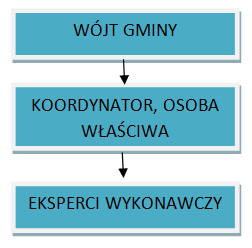 WÓJT GMINY
KOORDYNATOR, OSOBA
WŁAŚCIWA
EKSPERCI WYKONAWCZY